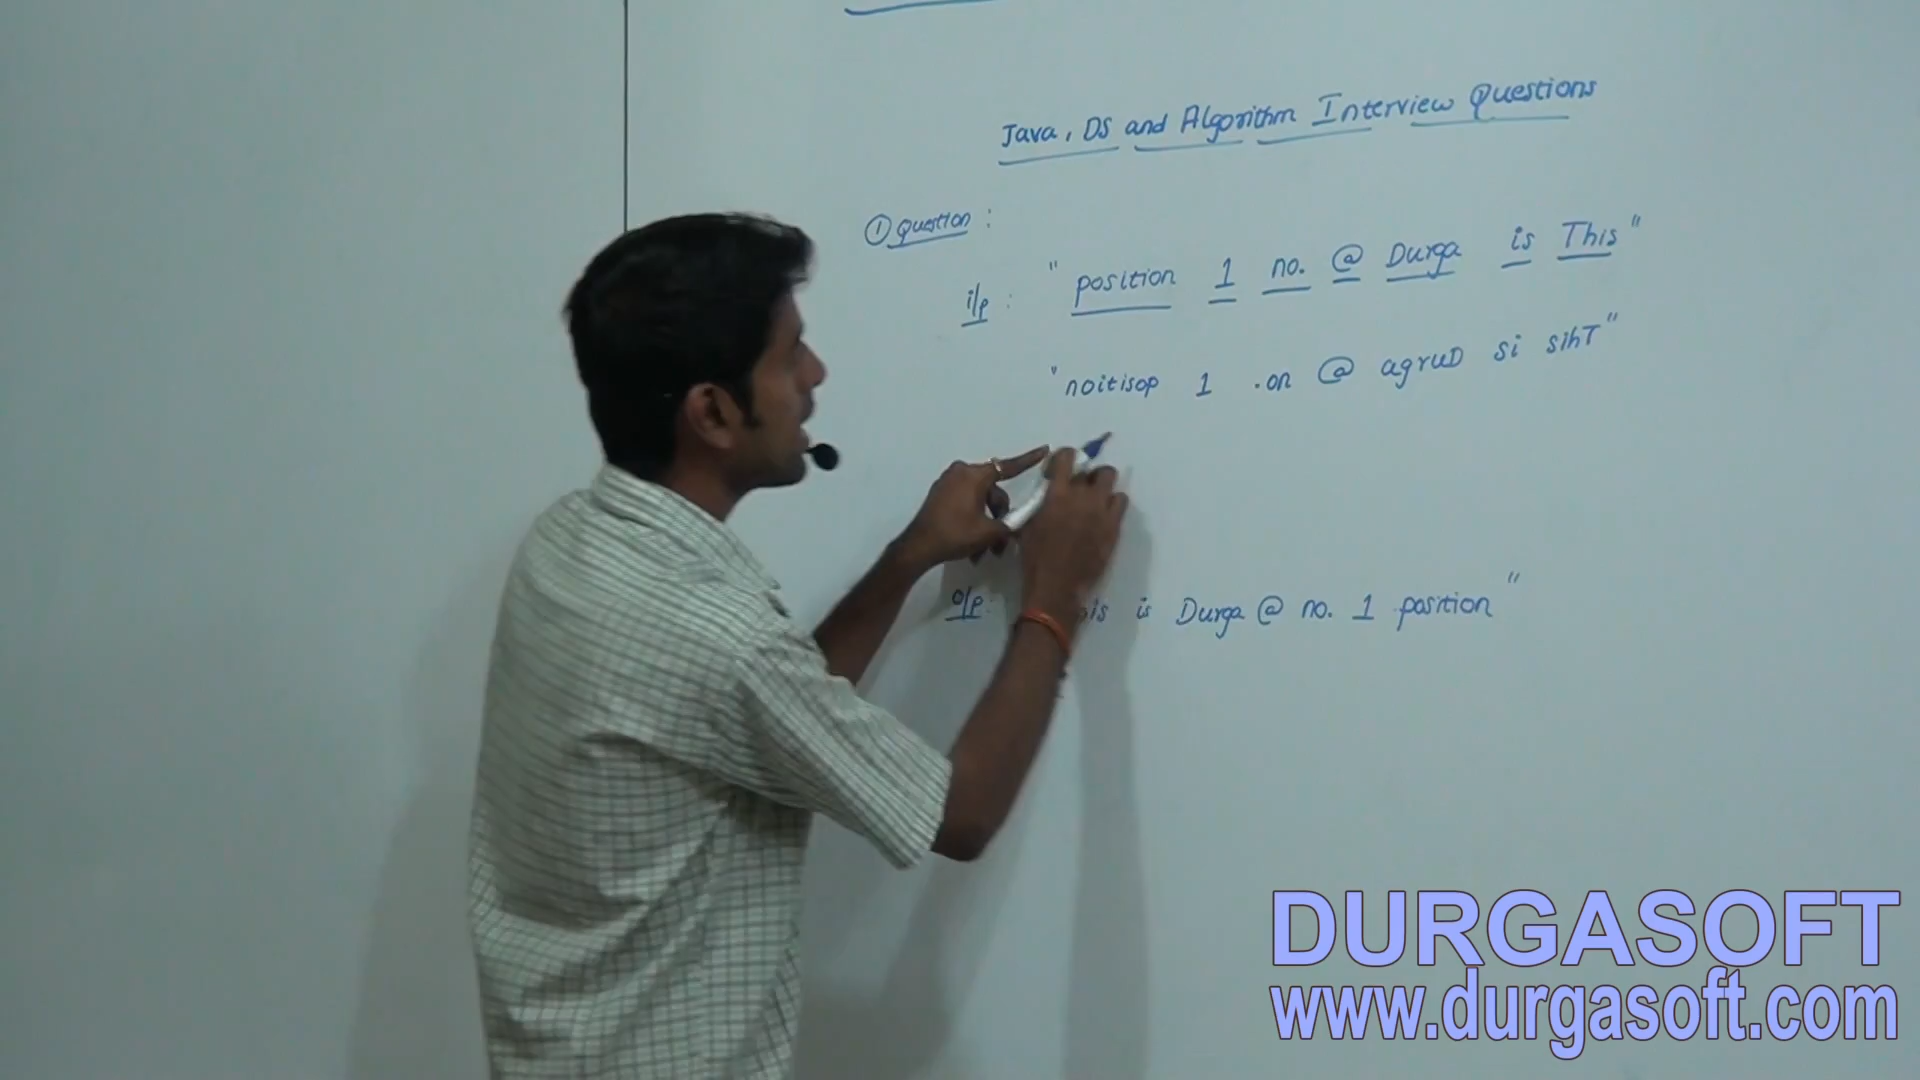 Java, DS and Algorithm Interview Questions
① Question :
i/p : " position 1 no. @ Durga is This "
" noitisop 1 .on @ agruD si sihT "
o/p : is Durga @ no. 1 position "
DURGASOFT
www.durgasoft.com